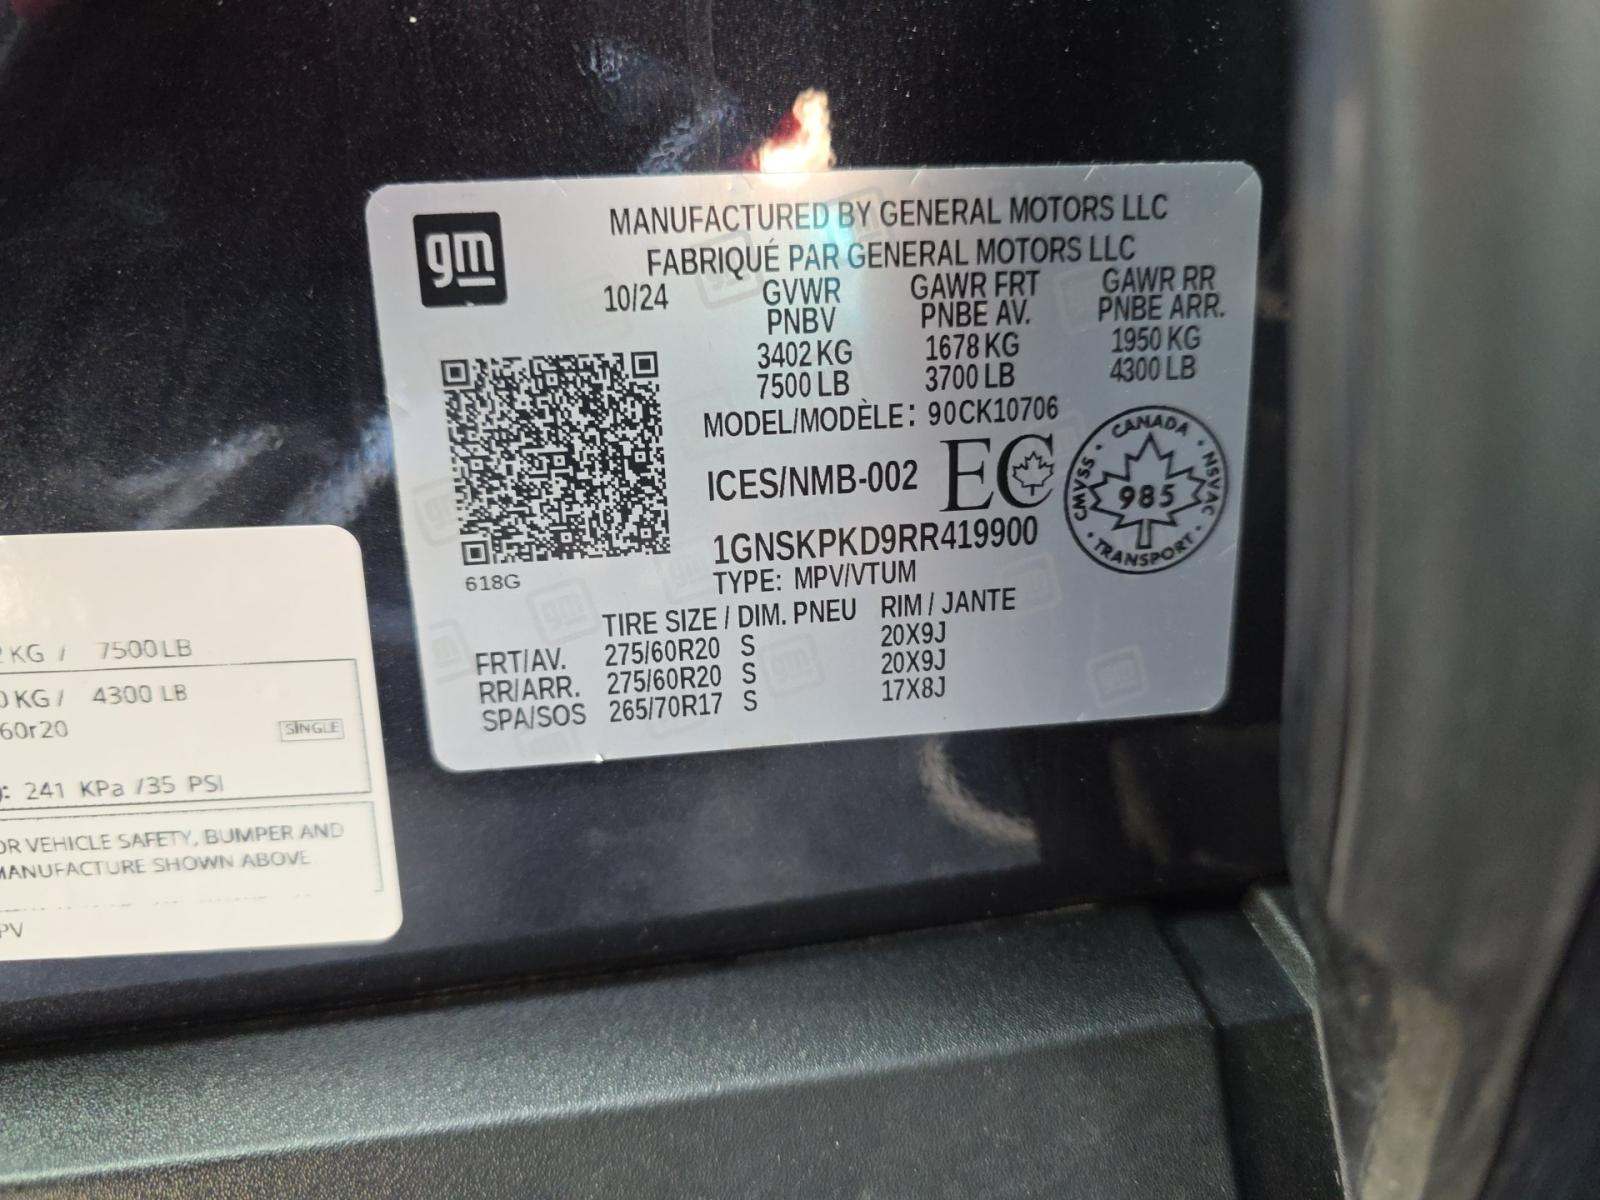 gm
MANUFACTURED BY GENERAL MOTORS LLC
FABRIQUÉ PAR GENERAL MOTORS LLC
10/24 GVWR GAWR FRT GAWR RR
PNBV PNBE AV. PNBE ARR.
3402 KG 1678 KG 1950 KG
7500 LB 3700 LB 4300 LB
MODEL/MODÈLE: 90CK10706
ICES/NMB-002 EC
CANADA
CMVSS 985 NSVAC
TRANSPORT
1GNSKPKD9RR419900
618G
TYPE: MPV/VTUM
TIRE SIZE / DIM. PNEU RIM / JANTE
FRT/AV. 275/60R20 S 20X9J
RR/ARR. 275/60R20 S 20X9J
SPA/SOS 265/70R17 S 17X8J
KG / 7500LB
0 KG / 4300 LB
60r20 SINGLE
: 241 KPa /35 PSI
OR VEHICLE SAFETY, BUMPER AND
MANUFACTURE SHOWN ABOVE
PV